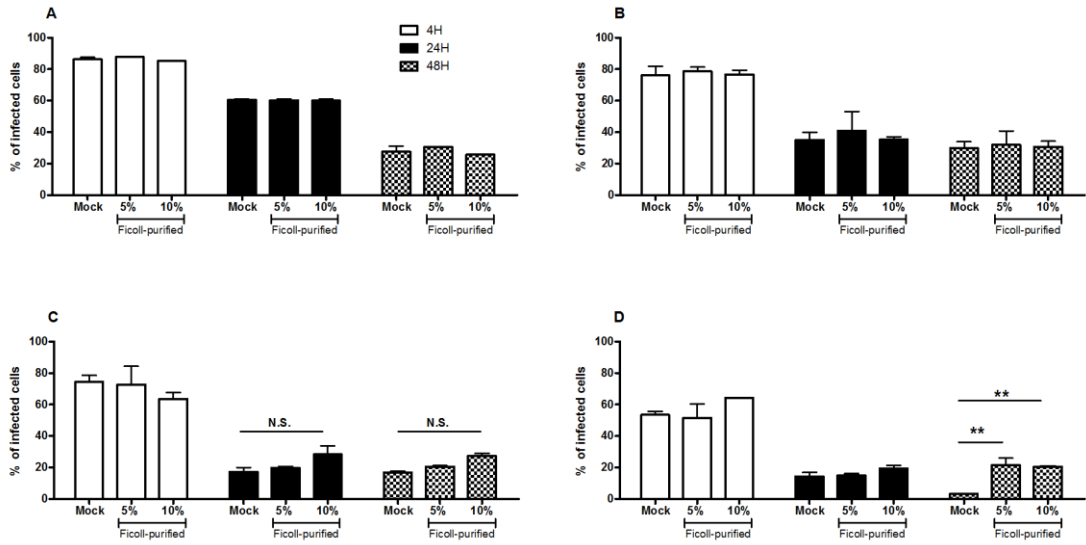 A
100
80
60
40
20
0
% of infected cells
4H
24H
48H
Mock 5% 10% Mock 5% 10% Mock 5% 10%
Ficoll-purified Ficoll-purified Ficoll-purified
B
100
80
60
40
20
0
% of infected cells
Mock 5% 10% Mock 5% 10% Mock 5% 10%
Ficoll-purified Ficoll-purified Ficoll-purified
C
100
80
60
40
20
0
% of infected cells
N.S. N.S.
Mock 5% 10% Mock 5% 10% Mock 5% 10%
Ficoll-purified Ficoll-purified Ficoll-purified
D
100
80
60
40
20
0
% of infected cells
**
**
Mock 5% 10% Mock 5% 10% Mock 5% 10%
Ficoll-purified Ficoll-purified Ficoll-purified